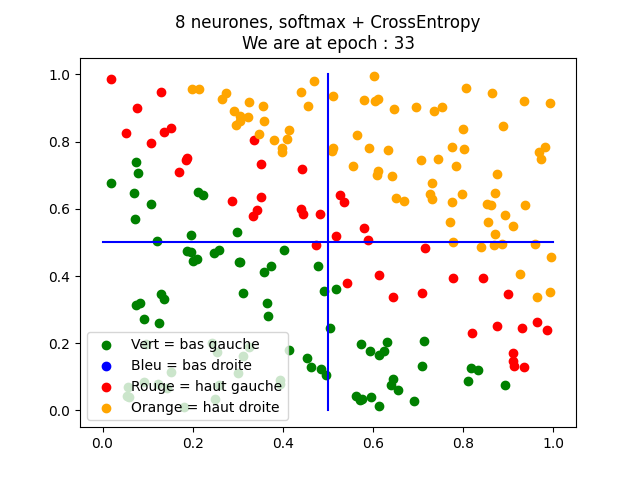 8 neurones, softmax + CrossEntropy
We are at epoch : 33
1.0
0.8
0.6
0.4
0.2
0.0
Vert = bas gauche
Bleu = bas droite
Rouge = haut gauche
Orange = haut droite
0.0 0.2 0.4 0.6 0.8 1.0